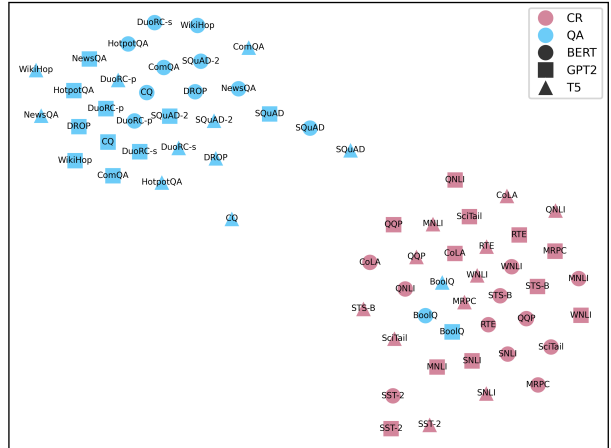 DuoRC-s
WikiHop
CR
QA
BERT
GPT2
T5
HotpotQA
ComQA
NewsQA
SQuAD-2
WikiHop
ComQA
DuoRC-p
HotpotQA
CQ
DROP
NewsQA
DuoRC-p
SQuAD-2
SQuAD
NewsQA
DuoRC-p
SQuAD-2
DROP
SQuAD
CQ
DuoRC-s
DuoRC-s
SQuAD
WikiHop
DROP
ComQA
HotpotQA
CQ
QNLI
CoLA
QNLI
SciTail
QQP
MNLI
RTE
RTE
MRPC
CoLA
QQP
CoLA
WNLI
WNLI
MNLI
BoolQ
QNLI
STS-B
STS-B
MRPC
STS-B
BoolQ
QQP
WNLI
RTE
BoolQ
SciTail
SciTail
SNLI
SNLI
MNLI
MRPC
SST-2
SNLI
SST-2
SST-2